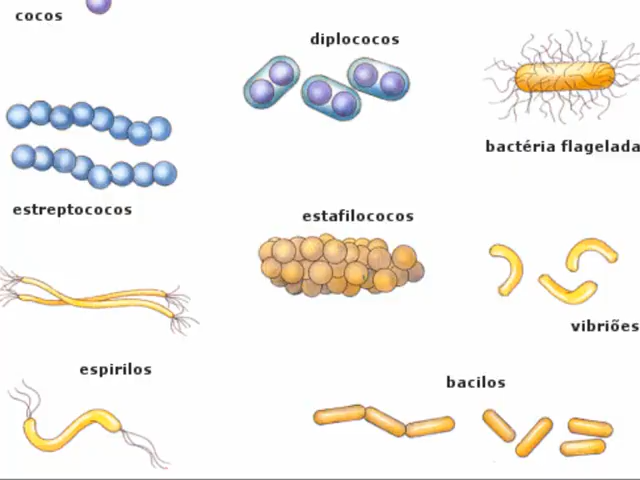 cocos
diplococos
bactéria flagelada
estreptococos
estafilococos
vibriões
espirilos
bacilos